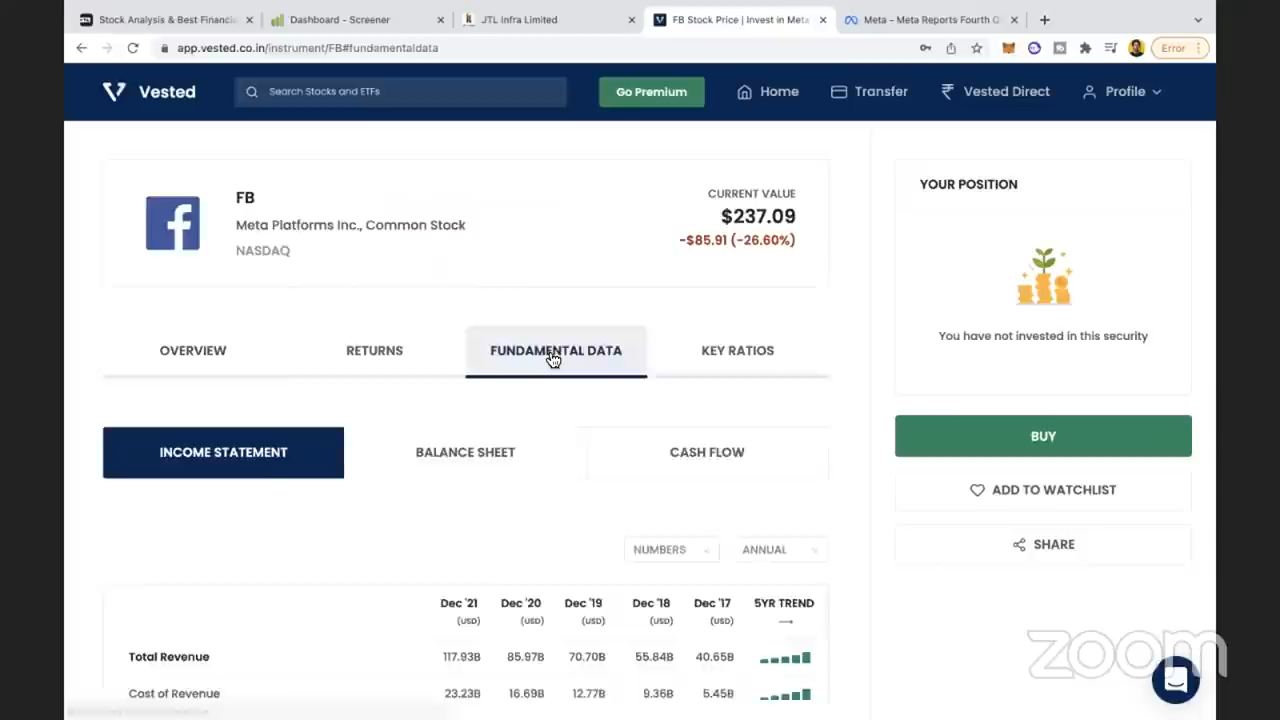 Stock Analysis & Best Financia
Dashboard - Screener
JTL Infra Limited
FB Stock Price | Invest in Meta
Meta - Meta Reports Fourth Q
app.vested.co.in/instrument/FB#fundamentaldata
Error
Vested
Search Stocks and ETFs
Go Premium
Home
Transfer
Vested Direct
Profile
FB
Meta Platforms Inc., Common Stock
NASDAQ
CURRENT VALUE
$237.09
-$85.91 (-26.60%)
YOUR POSITION
You have not invested in this security
OVERVIEW
RETURNS
FUNDAMENTAL DATA
KEY RATIOS
BUY
ADD TO WATCHLIST
SHARE
INCOME STATEMENT
BALANCE SHEET
CASH FLOW
NUMBERS
ANNUAL
Dec '21 Dec '20 Dec '19 Dec '18 Dec '17 5YR TREND
(USD) (USD) (USD) (USD) (USD)
Total Revenue 117.93B 85.97B 70.70B 55.84B 40.65B
Cost of Revenue 23.23B 16.69B 12.77B 9.36B 5.45B
zoom